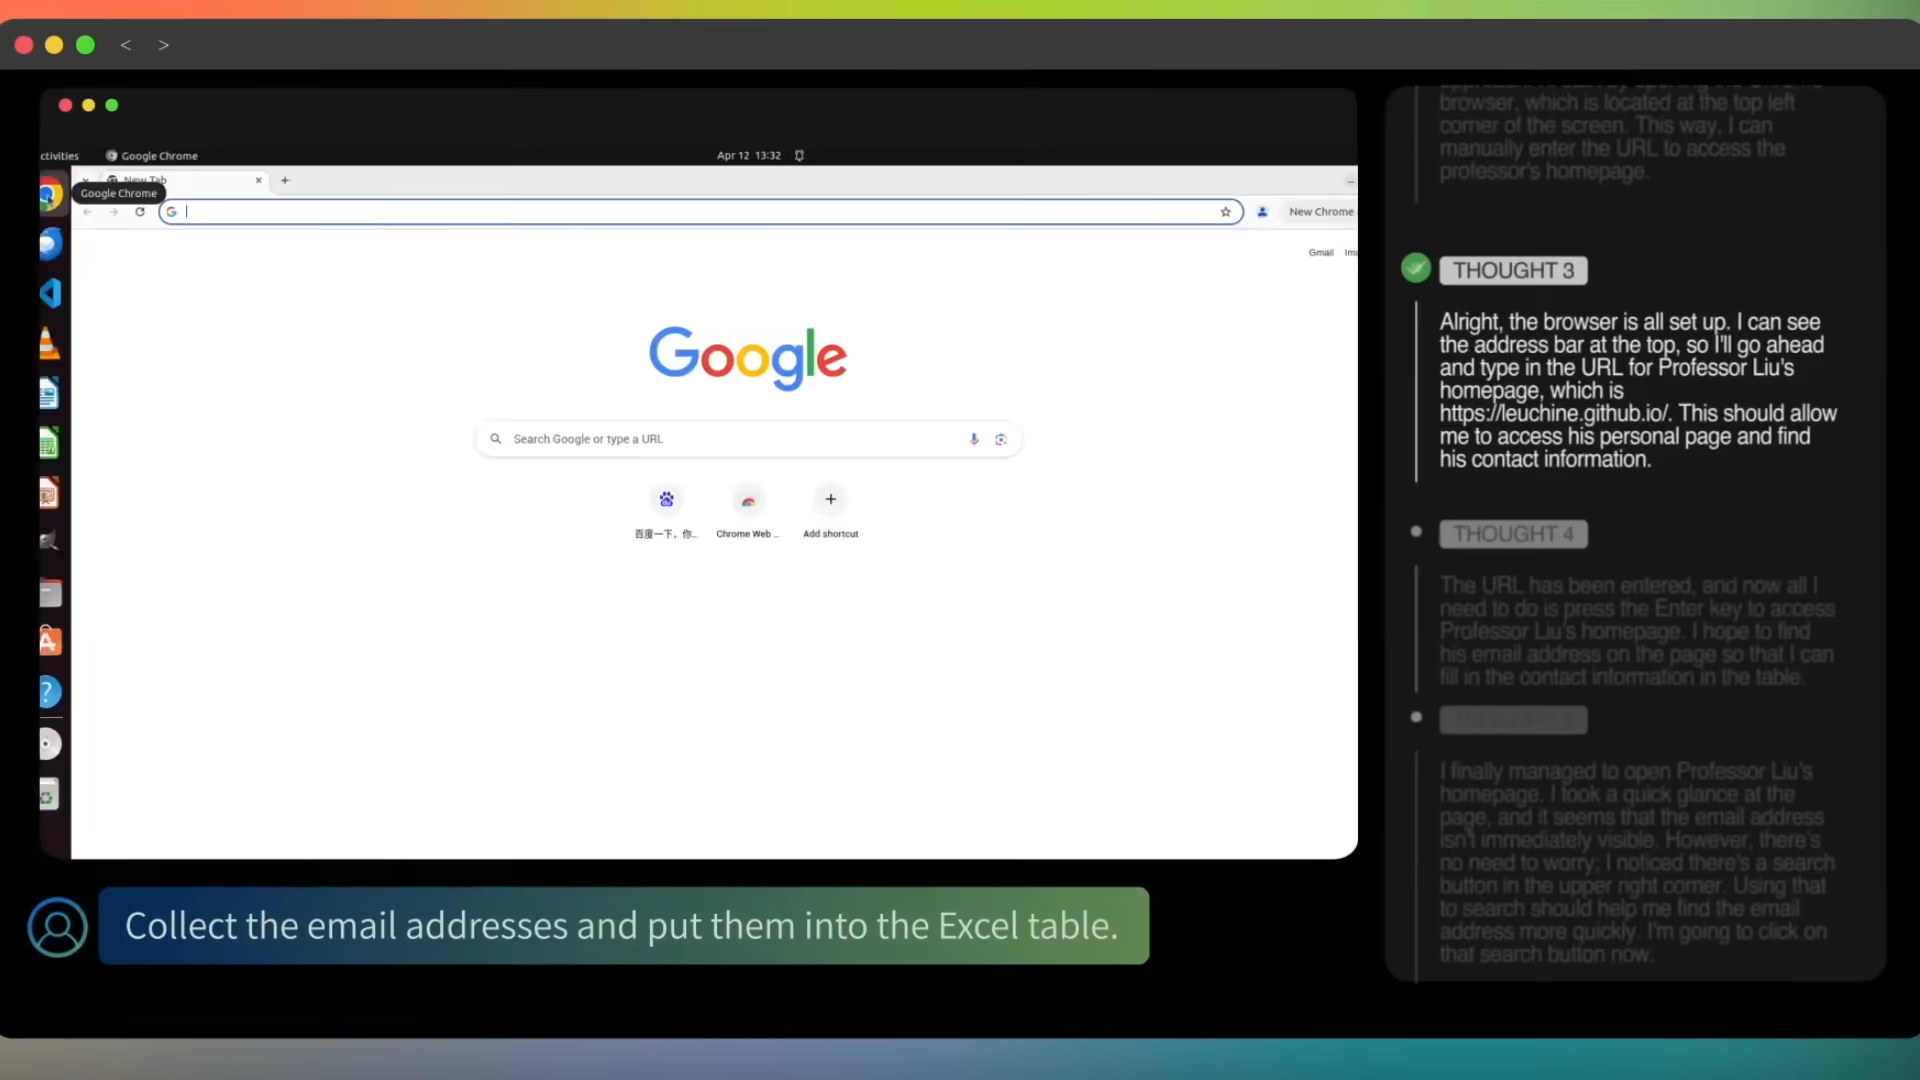 < >
ctivities
Google Chrome
Apr 12 13:32
New Tab
Google Chrome
New Chrome
Gmail
Google
Search Google or type a URL
百度一下，你...
Chrome Web ...
Add shortcut
Collect the email addresses and put them into the Excel table.
browser, which is located at the top left
corner of the screen. This way, I can
manually enter the URL to access the
professor's homepage.
THOUGHT 3
Alright, the browser is all set up. I can see
the address bar at the top, so I'll go ahead
and type in the URL for Professor Liu's
homepage, which is
https://leuchine.github.io/. This should allow
me to access his personal page and find
his contact information.
THOUGHT 4
The URL has been entered, and now all I
need to do is press the Enter key to access
Professor Liu's homepage. I hope to find
his email address on the page so that I can
fill in the contact information in the table.
I finally managed to open Professor Liu's
homepage. I took a quick glance at the
page, and it seems that the email address
isn't immediately visible. However, there's
no need to worry; I noticed there's a search
button in the upper right corner. Using that
to search should help me find the email
address more quickly. I'm going to click on
that search button now.